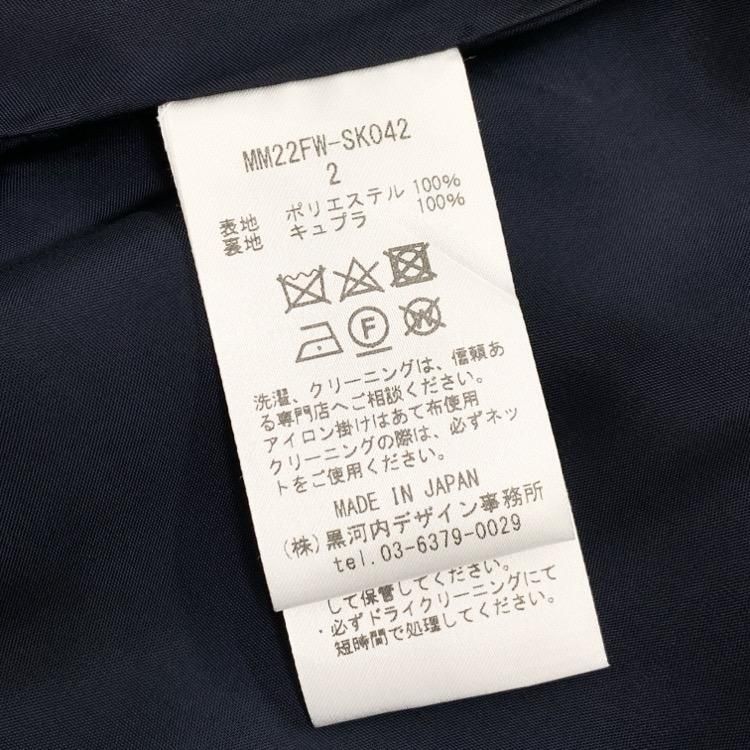 MM22FW-SK042
2
表地 ポリエステル 100%
裏地 キュプラ 100%
F
W
洗濯、クリーニングは、信頼あ
る専門店へご相談ください。
アイロン掛けはあて布使用
クリーニングの際は、必ずネッ
トをご使用ください。
MADE IN JAPAN
(株)黒河内デザイン事務所
tel.03-6379-0029
して保管してください。
・必ずドライクリーニングにて
短時間で処理してください。